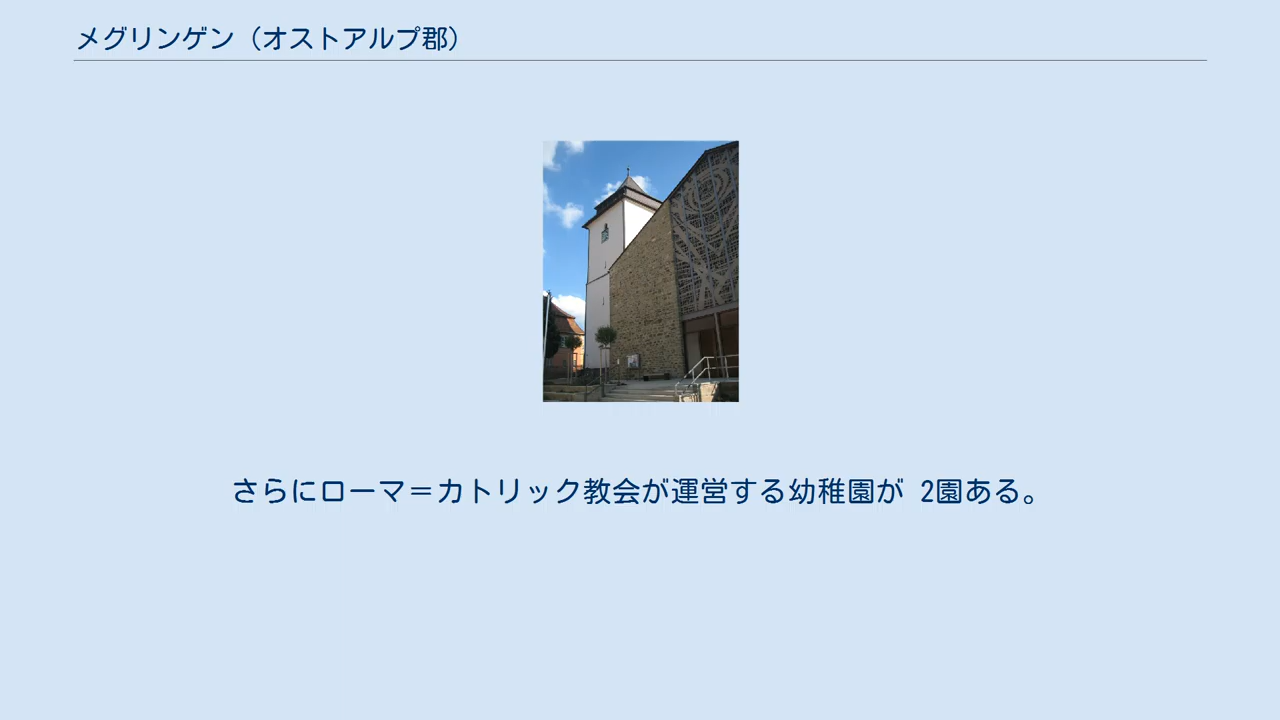 メグリンゲン（オストアルプ郡）
さらにローマ＝カトリック教会が運営する幼稚園が 2園ある。